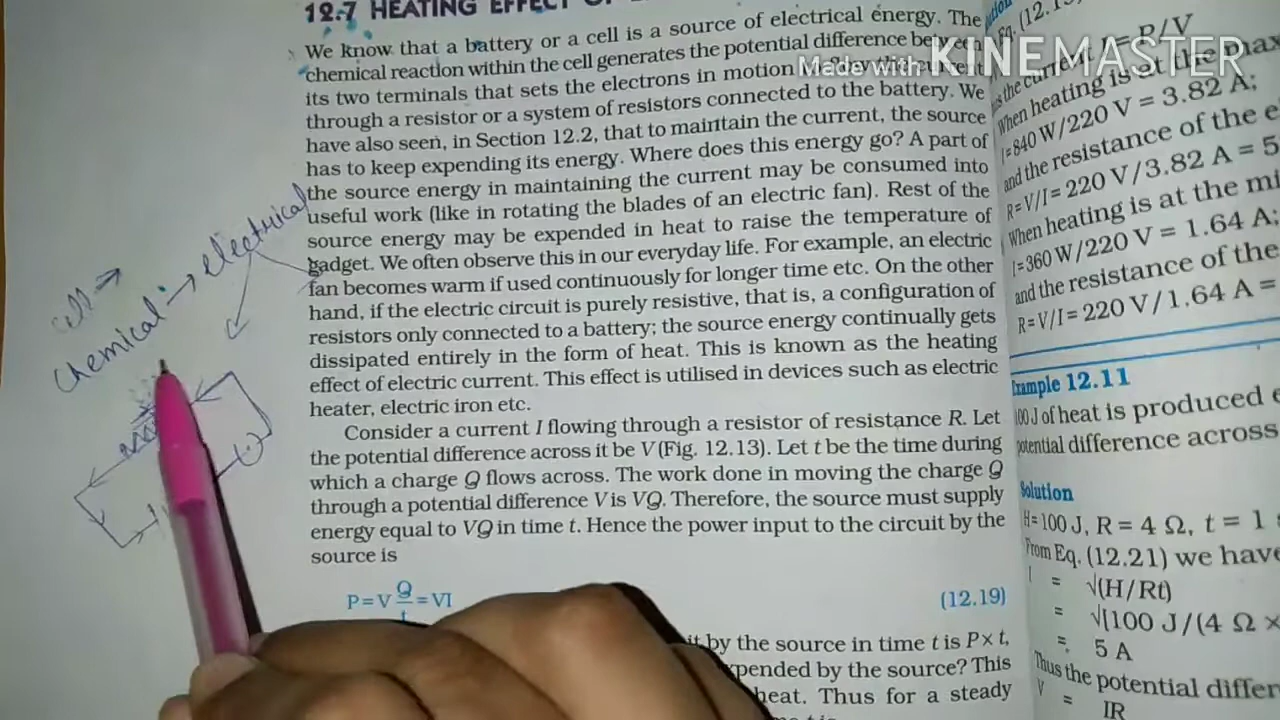 12.7 HEATING EFFECT OF
We know that a battery or a cell is a source of electrical energy. The
chemical reaction within the cell generates the potential difference between
its two terminals that sets the electrons in motion
through a resistor or a system of resistors connected to the battery. We
have also seen, in Section 12.2, that to maintain the current, the source
has to keep expending its energy. Where does this energy go? A part of
the source energy in maintaining the current may be consumed into
useful work (like in rotating the blades of an electric fan). Rest of the
source energy may be expended in heat to raise the temperature of
gadget. We often observe this in our everyday life. For example, an electric
fan becomes warm if used continuously for longer time etc. On the other
hand, if the electric circuit is purely resistive, that is, a configuration of
resistors only connected to a battery; the source energy continually gets
dissipated entirely in the form of heat. This is known as the heating
effect of electric current. This effect is utilised in devices such as electric
heater, electric iron etc.
Consider a current I flowing through a resistor of resistance R. Let
the potential difference across it be V (Fig. 12.13). Let t be the time during
which a charge Q flows across. The work done in moving the charge Q
through a potential difference V is VQ. Therefore, the source must supply
energy equal to VQ in time t. Hence the power input to the circuit by the
source is
P = V Q/t = VI (12.19)
by the source in time t is P × t,
expended by the source? This
heat. Thus for a steady
Cell →
Chemical → electrical
Made with KINEMASTER
Eq. (12.
the current, I = P/V
When heating is at the max
I = 840 W/220 V = 3.82 A;
and the resistance of the e
R = V/I = 220 V/3.82 A = 5
When heating is at the mi
I = 360 W/220 V = 1.64 A;
and the resistance of the
R = V/I = 220 V/1.64 A =
Example 12.11
100 J of heat is produced
potential difference across
Solution
H = 100 J, R = 4 Ω, t = 1
From Eq. (12.21) we have
I = √(H/Rt)
= √[100 J/(4 Ω ×
= 5 A
Thus the potential differ
V = IR